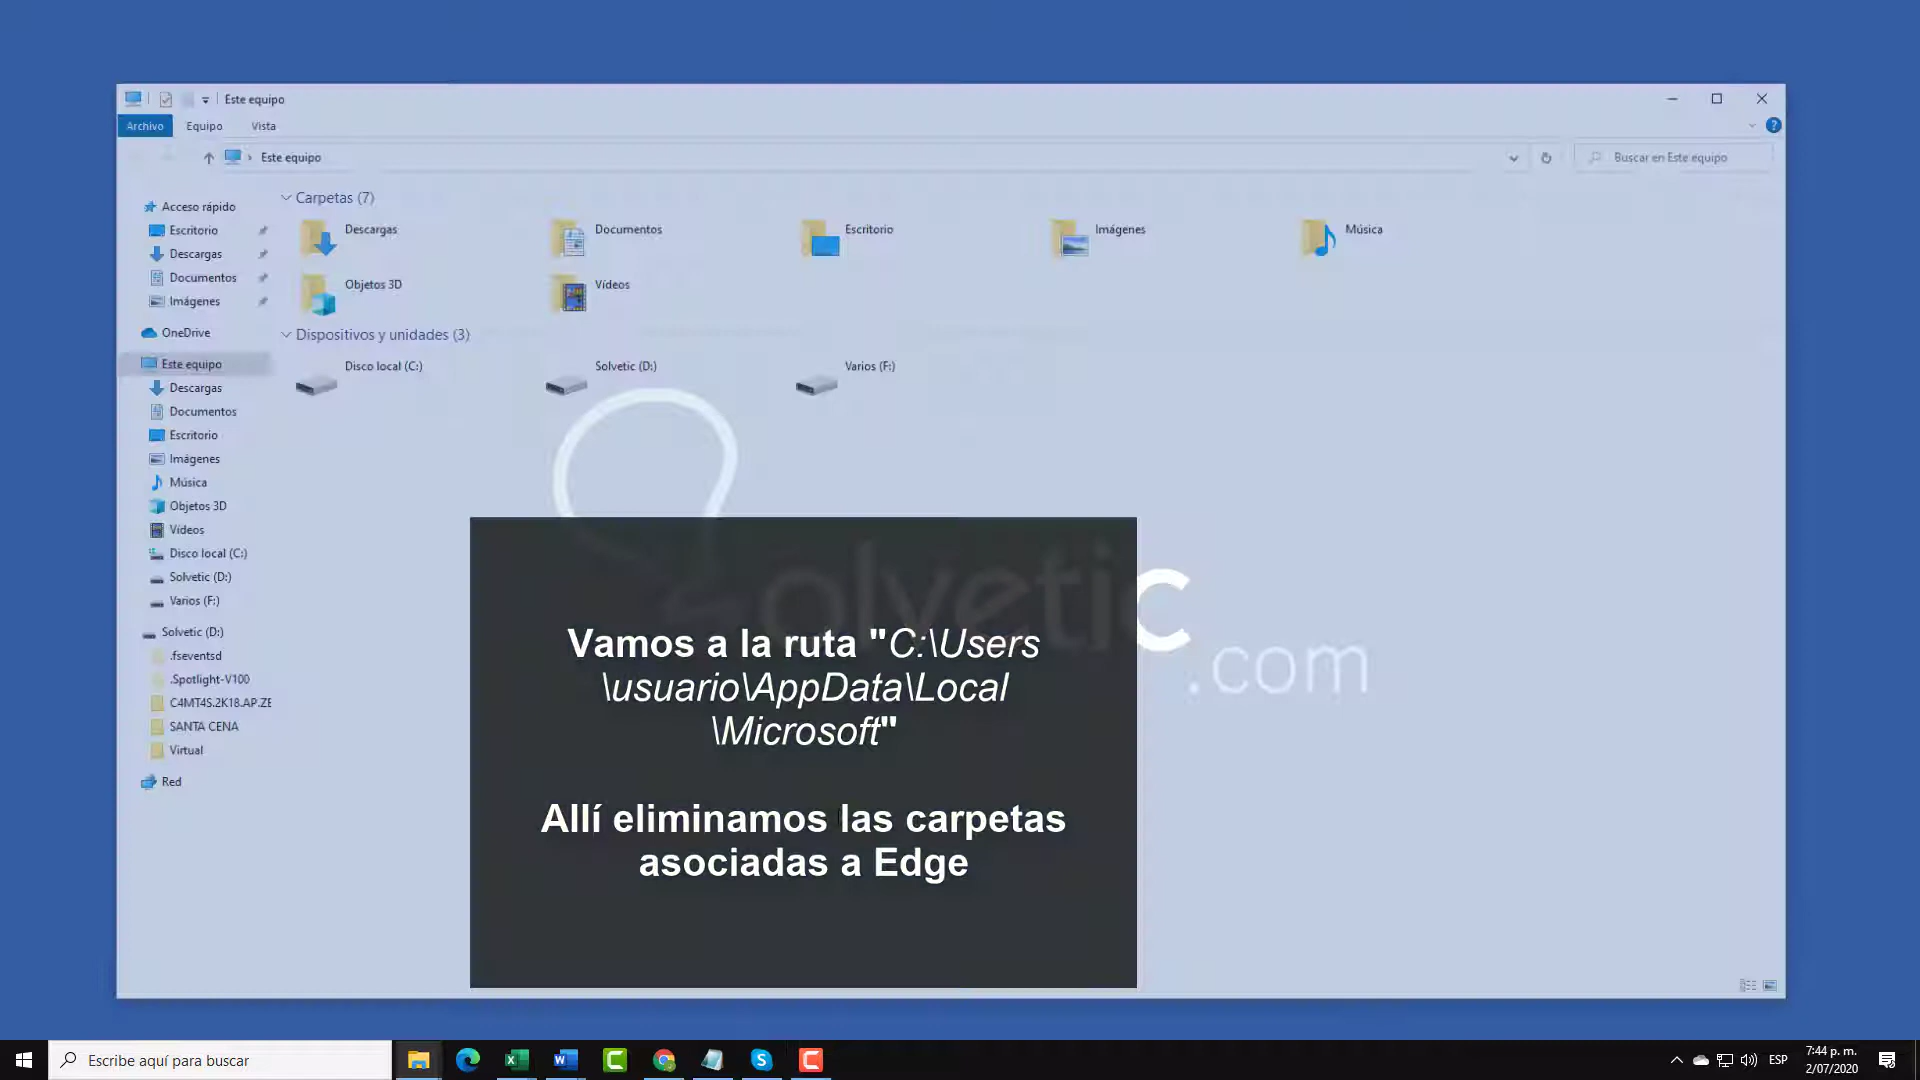 Este equipo
Archivo
Equipo
Vista
Este equipo
Buscar en Este equipo
Acceso rápido
Escritorio
Descargas
Documentos
Imágenes
OneDrive
Este equipo
Descargas
Documentos
Escritorio
Imágenes
Música
Objetos 3D
Vídeos
Disco local (C:)
Solvetic (D:)
Varios (F:)
Solvetic (D:)
.fseventsd
.Spotlight-V100
C4MT4S.2K18.AP.ZE
SANTA CENA
Virtual
Red
Carpetas (7)
Descargas
Documentos
Escritorio
Imágenes
Música
Objetos 3D
Vídeos
Dispositivos y unidades (3)
Disco local (C:)
Solvetic (D:)
Varios (F:)
olvetic
.com
Vamos a la ruta "C:\Users
\usuario\AppData\Local
\Microsoft"
Allí eliminamos las carpetas
asociadas a Edge
Escribe aquí para buscar
ESP
7:44 p. m.
2/07/2020